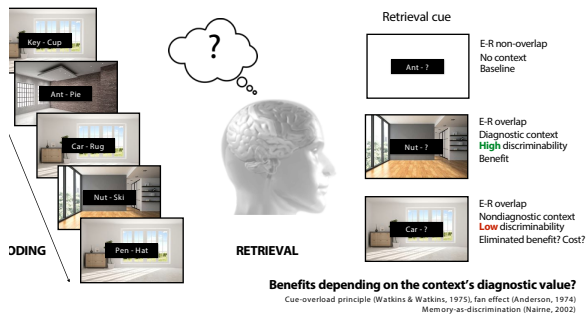 Retrieval cue
Key - Cup
Ant - Pie
Car - Rug
Nut - Ski
Pen - Hat
ODING
?
RETRIEVAL
Ant - ?
E-R non-overlap
No context
Baseline
Nut - ?
E-R overlap
Diagnostic context
High discriminability
Benefit
Car - ?
E-R overlap
Nondiagnostic context
Low discriminability
Eliminated benefit? Cost?
Benefits depending on the context's diagnostic value?
Cue-overload principle (Watkins & Watkins, 1975), fan effect (Anderson, 1974)
Memory-as-discrimination (Nairne, 2002)